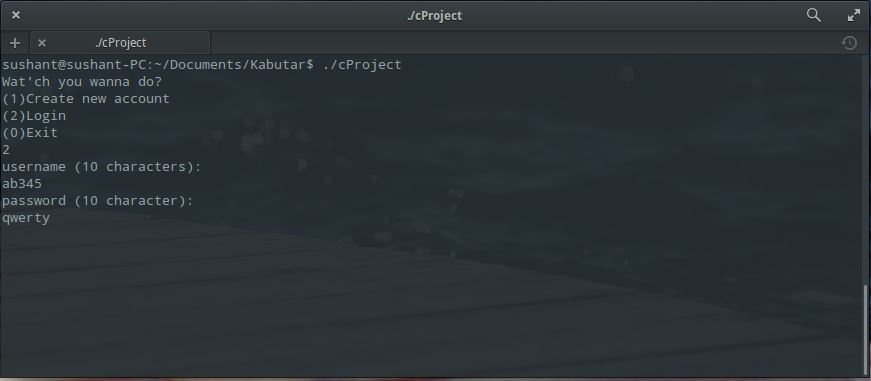 ./cProject
./cProject
sushant@sushant-PC:~/Documents/Kabutar$ ./cProject
Wat'ch you wanna do?
(1)Create new account
(2)Login
(0)Exit
2
username (10 characters):
ab345
password (10 character):
qwerty